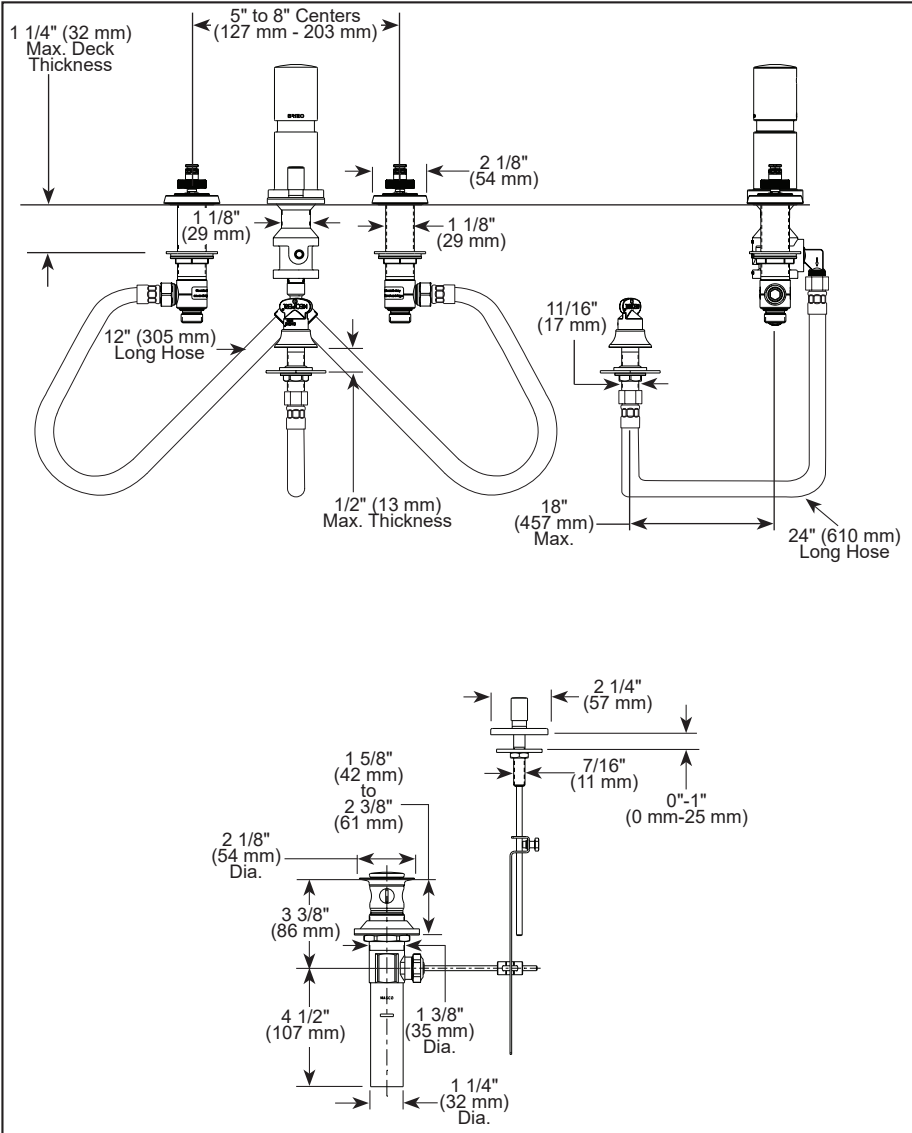 5" to 8" Centers
(127 mm - 203 mm)
1 1/4" (32 mm)
Max. Deck
Thickness
BRIZO
2 1/8"
(54 mm)
1 1/8"
(29 mm)
1 1/8"
(29 mm)
12" (305 mm)
Long Hose
1/2" (13 mm)
Max. Thickness
11/16"
(17 mm)
18"
(457 mm)
Max.
24" (610 mm)
Long Hose
2 1/4"
(57 mm)
7/16"
(11 mm)
0"-1"
(0 mm-25 mm)
1 5/8"
(42 mm)
to
2 3/8"
(61 mm)
2 1/8"
(54 mm)
Dia.
3 3/8"
(86 mm)
4 1/2"
(107 mm)
MASCO
1 3/8"
(35 mm)
Dia.
1 1/4"
(32 mm)
Dia.